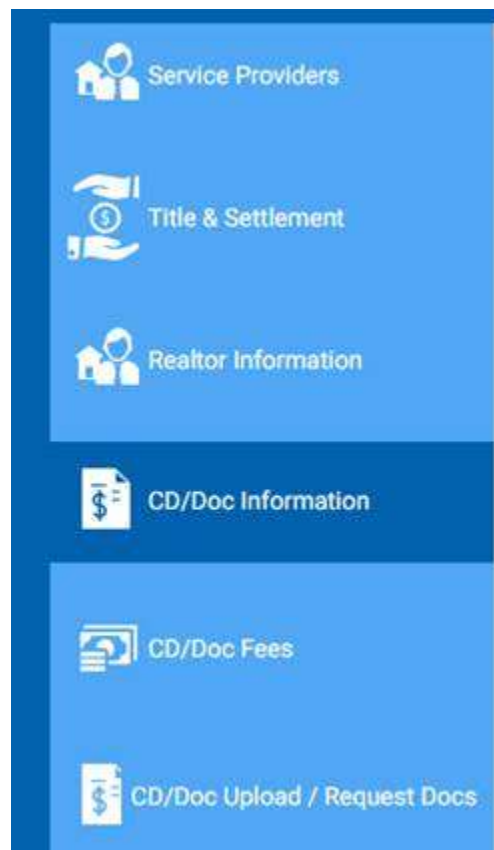 Service Providers
Title & Settlement
Realtor Information
CD/Doc Information
CD/Doc Fees
CD/Doc Upload / Request Docs